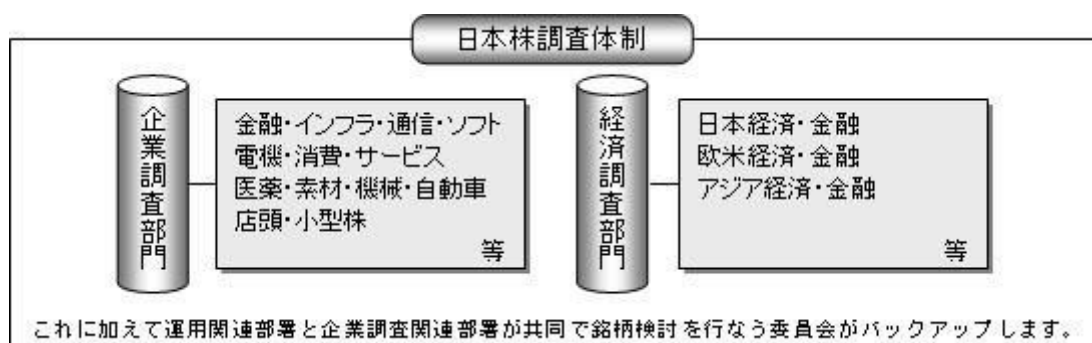 日本株調査体制
企業調査部門
金融・インフラ・通信・ソフト
電機・消費・サービス
医薬・素材・機械・自動車
店頭・小型株
等
経済調査部門
日本経済・金融
欧米経済・金融
アジア経済・金融
等
これに加えて運用関連部署と企業調査関連部署が共同で銘柄検討を行なう委員会がバックアップします。